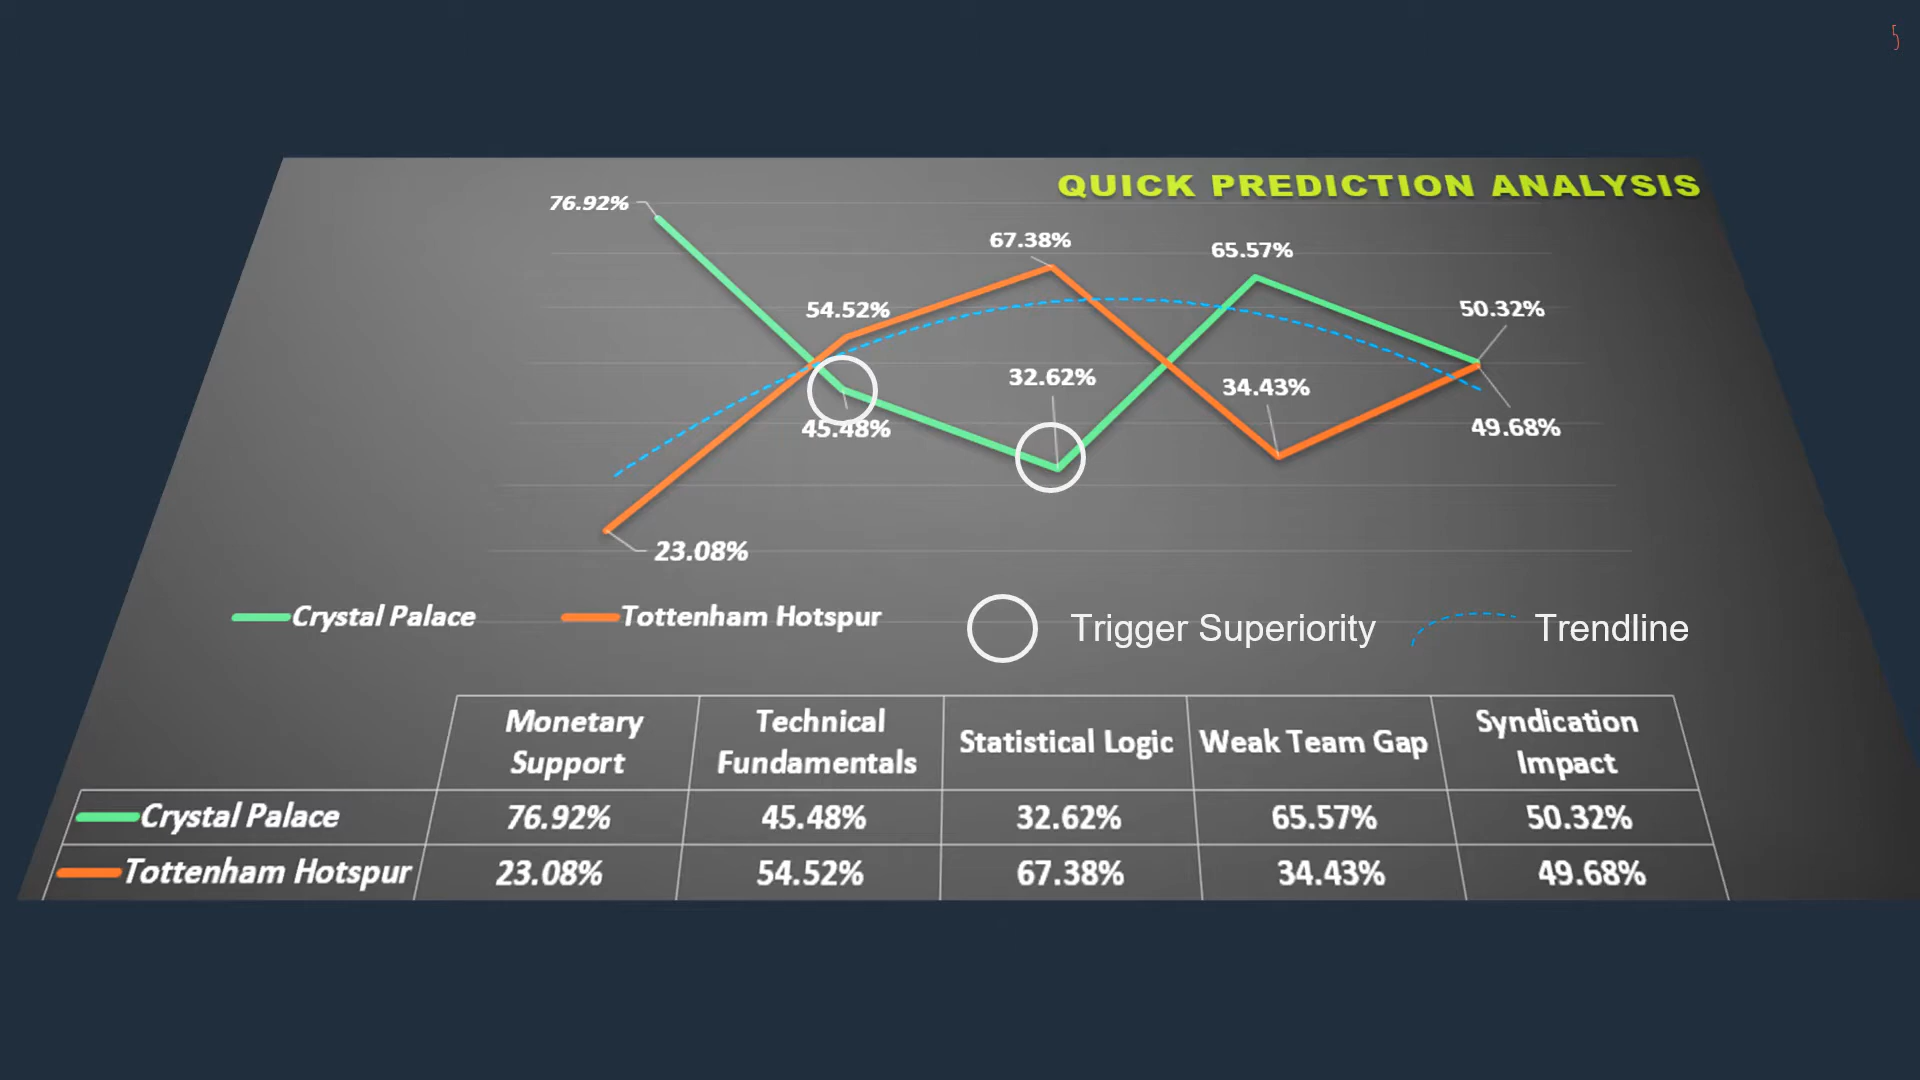 5
QUICK PREDICTION ANALYSIS
76.92%
67.38%
65.57%
54.52%
50.32%
32.62%
34.43%
45.48%
49.68%
23.08%
Crystal Palace Tottenham Hotspur Trigger Superiority Trendline
Monetary Support Technical Fundamentals Statistical Logic Weak Team Gap Syndication Impact
Crystal Palace 76.92% 45.48% 32.62% 65.57% 50.32%
Tottenham Hotspur 23.08% 54.52% 67.38% 34.43% 49.68%